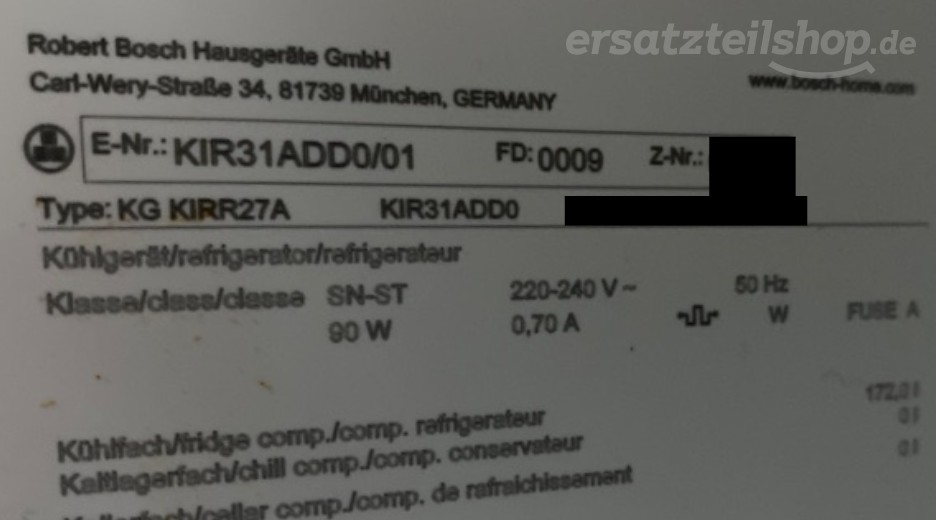 ersatzteilshop.de
Robert Bosch Hausgeräte GmbH
Carl-Wery-Straße 34, 81739 München, GERMANY
www.bosch-home.com
E-Nr.: KIR31ADD0/01 FD: 0009 Z-Nr.:
Type: KG KIRR27A KIR31ADD0
Kühlgerät/refrigerator/refrigerateur
Klasse/class/classe SN-ST 220-240 V~ 50 Hz
90 W 0,70 A W FUSE A
Kühlfach/fridge comp./comp. refrigerateur 172,0 l
Kaltlagerfach/chill comp./comp. conservateur 0 l
Kellerfach/cellar comp./comp. de rafraichissement 0 l